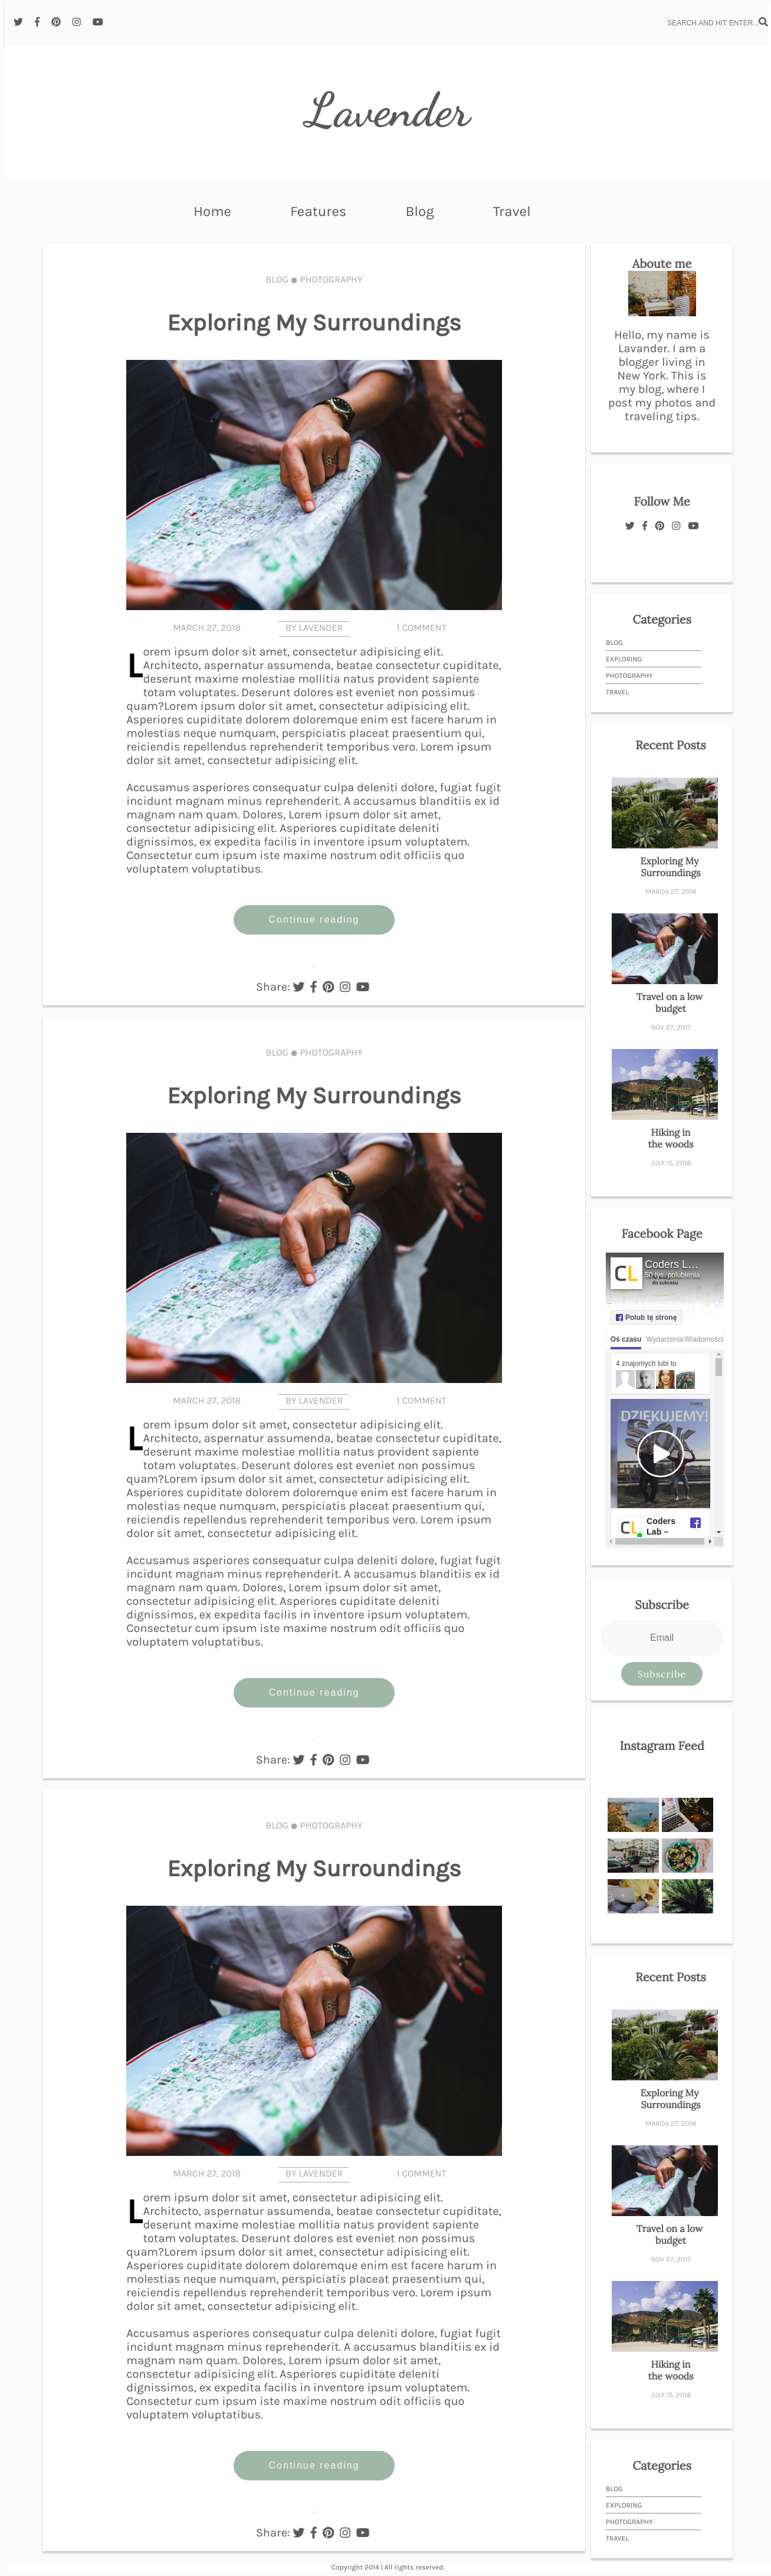 SEARCH AND HIT ENTER...
Lavender
Home Features Blog Travel
BLOG ● PHOTOGRAPHY
Exploring My Surroundings
MARCH 27, 2018 BY LAVENDER 1 COMMENT
Lorem ipsum dolor sit amet, consectetur adipisicing elit.
Architecto, aspernatur assumenda, beatae consectetur cupiditate,
deserunt maxime molestiae mollitia natus provident sapiente
totam voluptates. Deserunt dolores est eveniet non possimus
quam?Lorem ipsum dolor sit amet, consectetur adipisicing elit.
Asperiores cupiditate dolorem doloremque enim est facere harum in
molestias neque numquam, perspiciatis placeat praesentium qui,
reiciendis repellendus reprehenderit temporibus vero. Lorem ipsum
dolor sit amet, consectetur adipisicing elit.
Accusamus asperiores consequatur culpa deleniti dolore, fugiat fugit
incidunt magnam minus reprehenderit. A accusamus blanditiis ex id
magnam nam quam. Dolores, Lorem ipsum dolor sit amet,
consectetur adipisicing elit. Asperiores cupiditate deleniti
dignissimos, ex expedita facilis in inventore ipsum voluptatem.
Consectetur cum ipsum iste maxime nostrum odit officiis quo
voluptatem voluptatibus.
Continue reading
.
Share:
BLOG ● PHOTOGRAPHY
Exploring My Surroundings
MARCH 27, 2018 BY LAVENDER 1 COMMENT
Lorem ipsum dolor sit amet, consectetur adipisicing elit.
Architecto, aspernatur assumenda, beatae consectetur cupiditate,
deserunt maxime molestiae mollitia natus provident sapiente
totam voluptates. Deserunt dolores est eveniet non possimus
quam?Lorem ipsum dolor sit amet, consectetur adipisicing elit.
Asperiores cupiditate dolorem doloremque enim est facere harum in
molestias neque numquam, perspiciatis placeat praesentium qui,
reiciendis repellendus reprehenderit temporibus vero. Lorem ipsum
dolor sit amet, consectetur adipisicing elit.
Accusamus asperiores consequatur culpa deleniti dolore, fugiat fugit
incidunt magnam minus reprehenderit. A accusamus blanditiis ex id
magnam nam quam. Dolores, Lorem ipsum dolor sit amet,
consectetur adipisicing elit. Asperiores cupiditate deleniti
dignissimos, ex expedita facilis in inventore ipsum voluptatem.
Consectetur cum ipsum iste maxime nostrum odit officiis quo
voluptatem voluptatibus.
Continue reading
.
Share:
BLOG ● PHOTOGRAPHY
Exploring My Surroundings
MARCH 27, 2018 BY LAVENDER 1 COMMENT
Lorem ipsum dolor sit amet, consectetur adipisicing elit.
Architecto, aspernatur assumenda, beatae consectetur cupiditate,
deserunt maxime molestiae mollitia natus provident sapiente
totam voluptates. Deserunt dolores est eveniet non possimus
quam?Lorem ipsum dolor sit amet, consectetur adipisicing elit.
Asperiores cupiditate dolorem doloremque enim est facere harum in
molestias neque numquam, perspiciatis placeat praesentium qui,
reiciendis repellendus reprehenderit temporibus vero. Lorem ipsum
dolor sit amet, consectetur adipisicing elit.
Accusamus asperiores consequatur culpa deleniti dolore, fugiat fugit
incidunt magnam minus reprehenderit. A accusamus blanditiis ex id
magnam nam quam. Dolores, Lorem ipsum dolor sit amet,
consectetur adipisicing elit. Asperiores cupiditate deleniti
dignissimos, ex expedita facilis in inventore ipsum voluptatem.
Consectetur cum ipsum iste maxime nostrum odit officiis quo
voluptatem voluptatibus.
Continue reading
.
Share:
Aboute me
Hello, my name is
Lavander. I am a
blogger living in
New York. This is
my blog, where I
post my photos and
traveling tips.
Follow Me
Categories
BLOG
EXPLORING
PHOTOGRAPHY
TRAVEL
Recent Posts
Exploring My
Surroundings
MARCH 27, 2018
Travel on a low
budget
NOV 27, 2017
Hiking in
the woods
JULY 15, 2018
Facebook Page
CL
Coders L...
50 tys. polubienia
do sukcesu
Polub tę stronę
Oś czasu Wydarzenia Wiadomości
4 znajomych lubi to
Coders
DZIĘKUJEMY!
CL
Coders
Lab –
Subscribe
Email
Subscribe
Instagram Feed
Recent Posts
Exploring My
Surroundings
MARCH 27, 2018
Travel on a low
budget
NOV 27, 2017
Hiking in
the woods
JULY 15, 2018
Categories
BLOG
EXPLORING
PHOTOGRAPHY
TRAVEL
Copyright 2014 | All rights reserved.